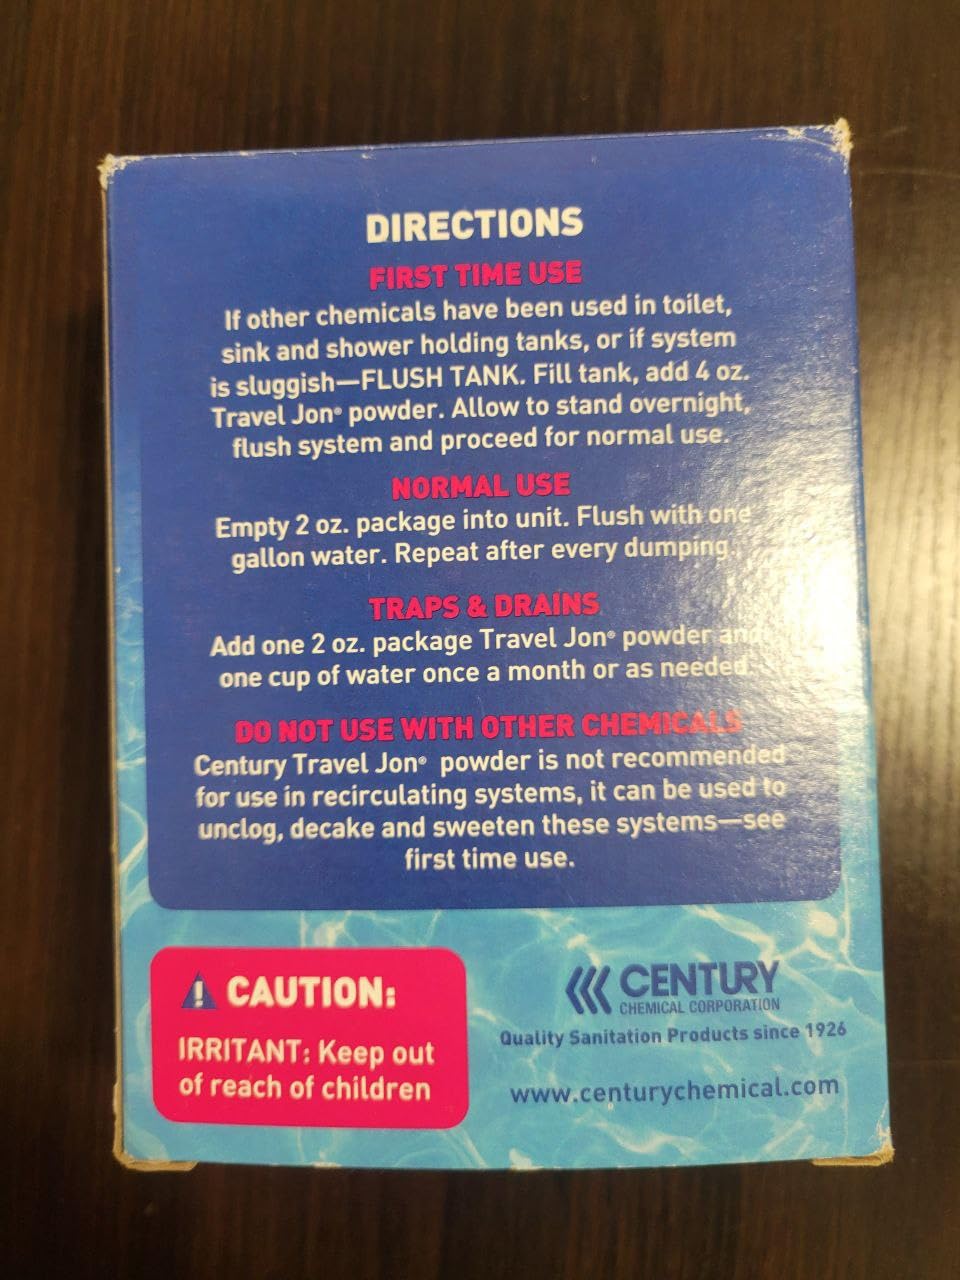 DIRECTIONS
FIRST TIME USE
If other chemicals have been used in toilet,
sink and shower holding tanks, or if system
is sluggish—FLUSH TANK. Fill tank, add 4 oz.
Travel Jon® powder. Allow to stand overnight,
flush system and proceed for normal use.
NORMAL USE
Empty 2 oz. package into unit. Flush with one
gallon water. Repeat after every dumping.
TRAPS & DRAINS
Add one 2 oz. package Travel Jon® powder and
one cup of water once a month or as needed.
DO NOT USE WITH OTHER CHEMICALS
Century Travel Jon® powder is not recommended
for use in recirculating systems, it can be used to
unclog, decake and sweeten these systems—see
first time use.
CAUTION:
IRRITANT: Keep out
of reach of children
CENTURY
CHEMICAL CORPORATION
Quality Sanitation Products since 1926
www.centurychemical.com